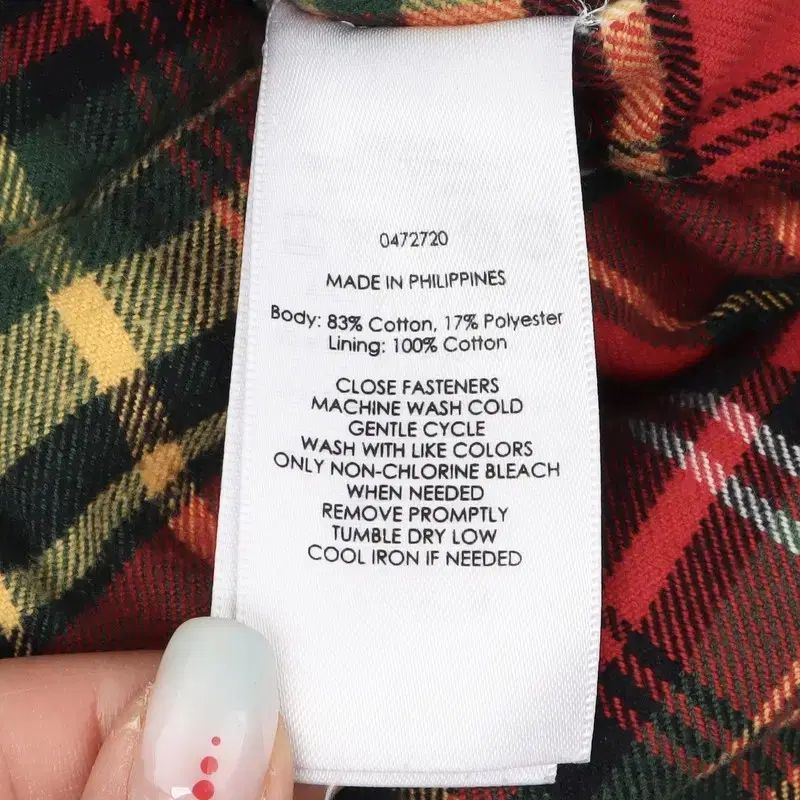 0472720
MADE IN PHILIPPINES
Body: 83% Cotton, 17% Polyester
Lining: 100% Cotton
CLOSE FASTENERS
MACHINE WASH COLD
GENTLE CYCLE
WASH WITH LIKE COLORS
ONLY NON-CHLORINE BLEACH
WHEN NEEDED
REMOVE PROMPTLY
TUMBLE DRY LOW
COOL IRON IF NEEDED